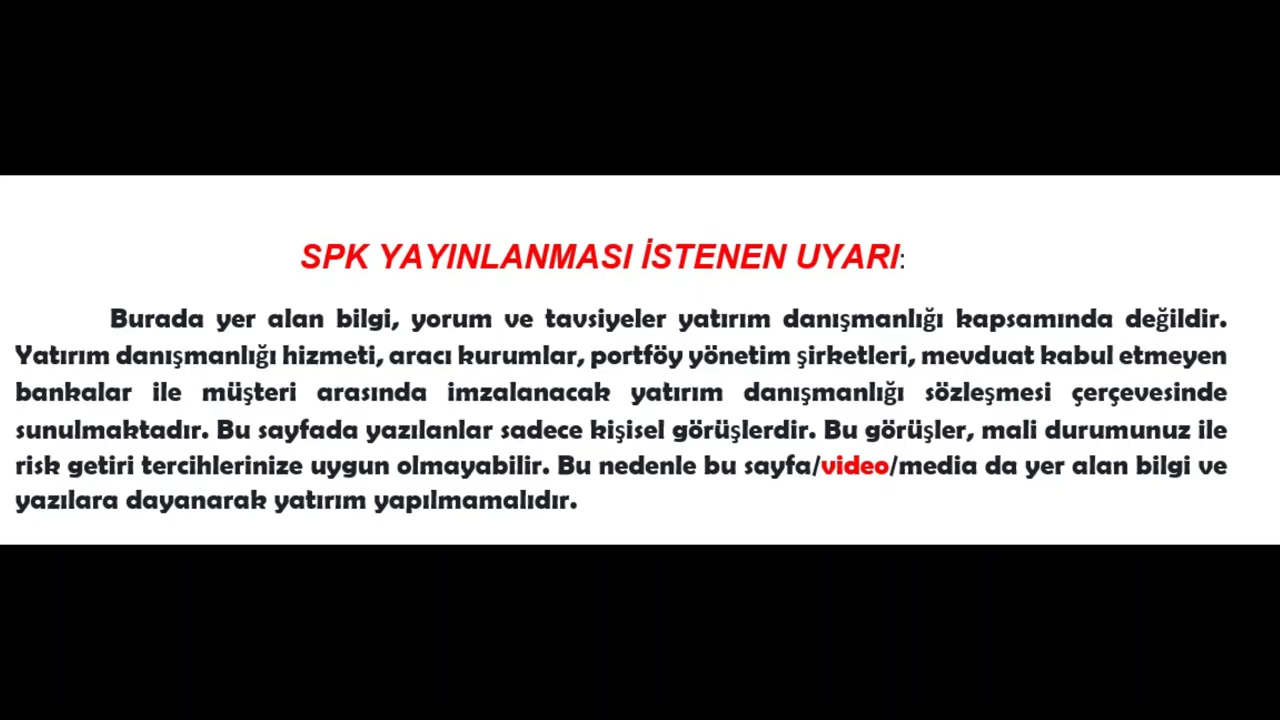 SPK YAYINLANMASI İSTENEN UYARI:
Burada yer alan bilgi, yorum ve tavsiyeler yatırım danışmanlığı kapsamında değildir.
Yatırım danışmanlığı hizmeti, aracı kurumlar, portföy yönetim şirketleri, mevduat kabul etmeyen
bankalar ile müşteri arasında imzalanacak yatırım danışmanlığı sözleşmesi çerçevesinde
sunulmaktadır. Bu sayfada yazılanlar sadece kişisel görüşlerdir. Bu görüşler, mali durumunuz ile
risk getiri tercihlerinize uygun olmayabilir. Bu nedenle bu sayfa/video/media da yer alan bilgi ve
yazılara dayanarak yatırım yapılmamalıdır.